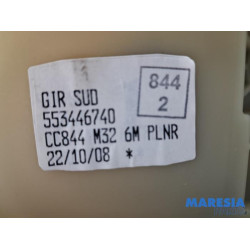 844
2
GIR SUD
553446740
CC844 M32 6M PLNR
22/10/08 *
MARESIA